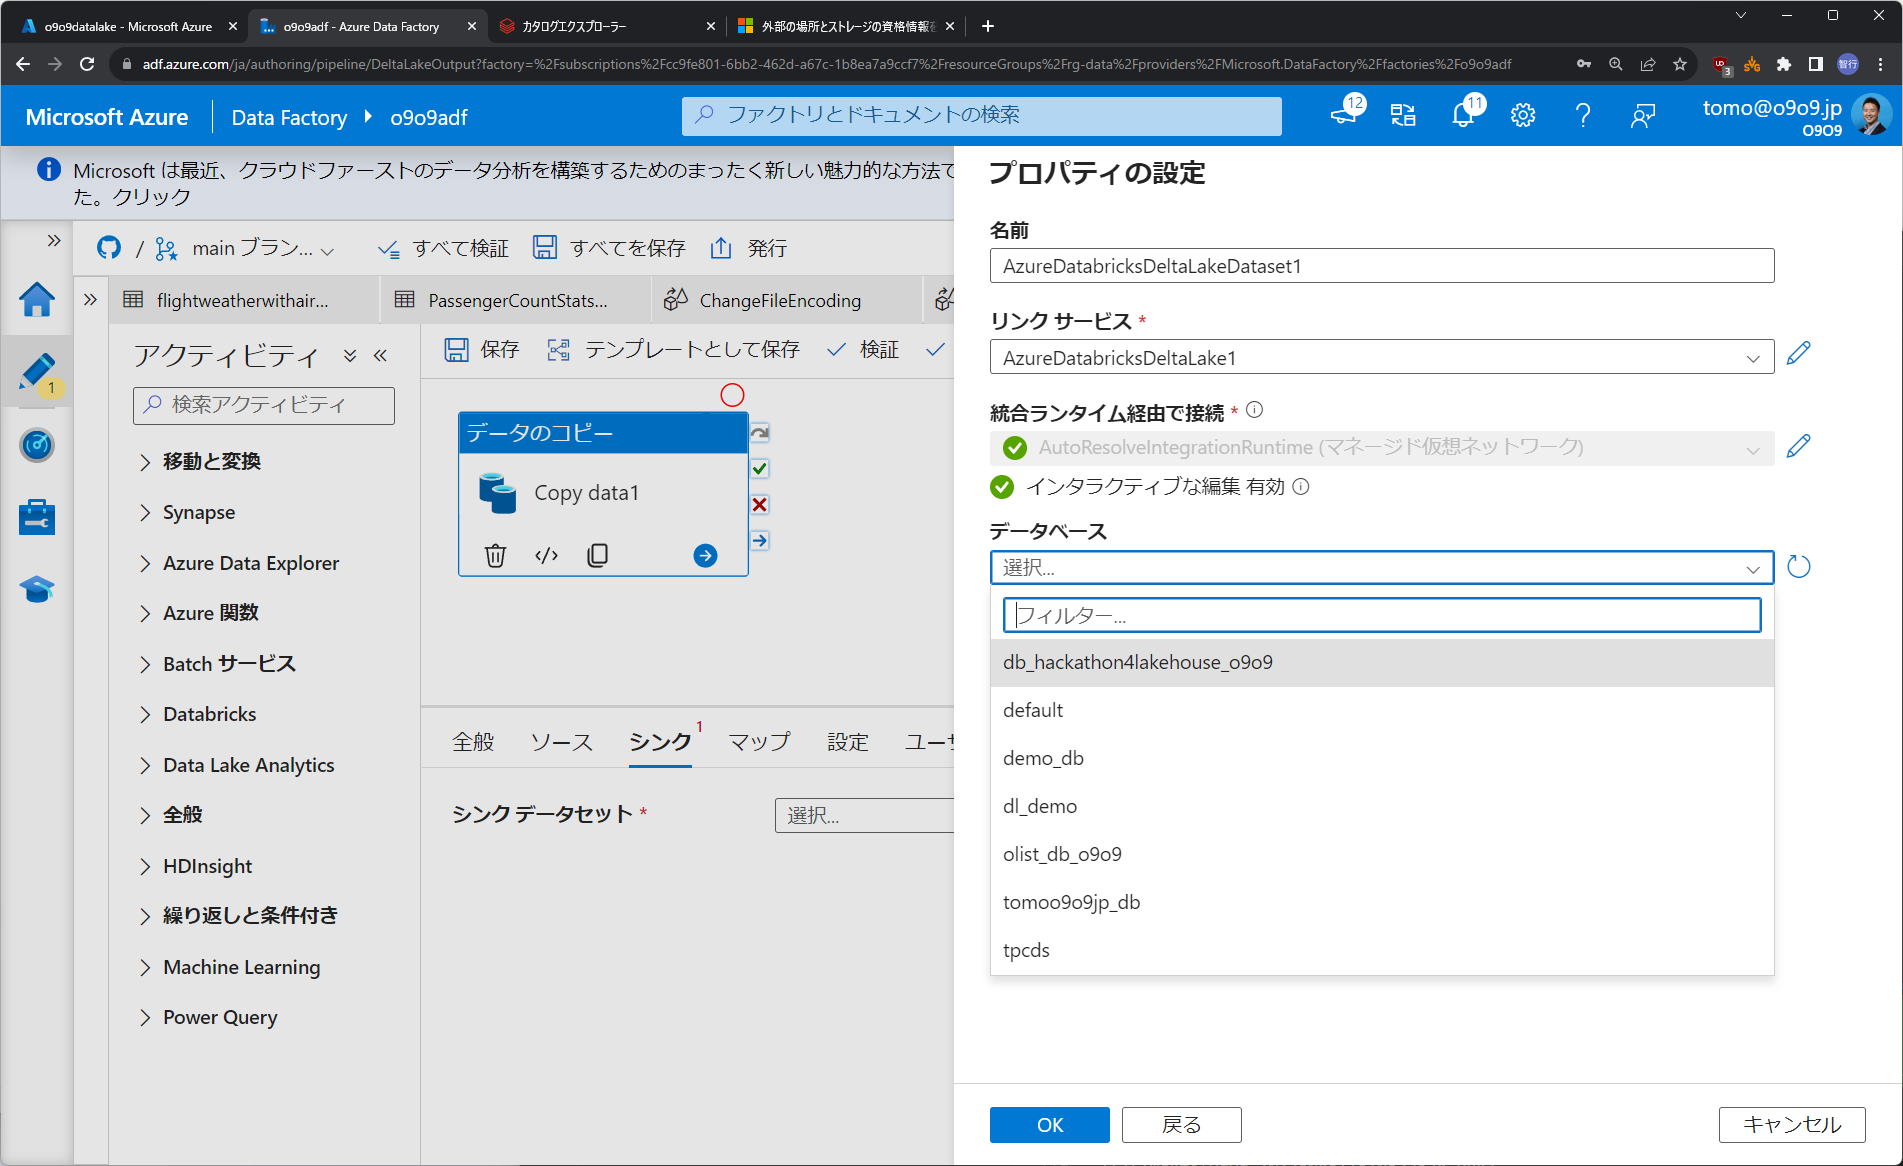 o9o9datalake - Microsoft Azure
o9o9adf - Azure Data Factory
カタログエクスプローラー
外部の場所とストレージの資格情報を
adf.azure.com/ja/authoring/pipeline/DeltaLakeOutput?factory=%2Fsubscriptions%2Fcc9fe801-6bb2-462d-a67c-1b8ea7a9ccf7%2FresourceGroups%2Frg-data%2Fproviders%2FMicrosoft.DataFactory%2Ffactories%2Fo9o9adf
3
智行
Microsoft Azure
Data Factory
o9o9adf
ファクトリとドキュメントの検索
12
11
tomo@o9o9.jp
O9O9
Microsoft は最近、クラウドファーストのデータ分析を構築するためのまったく新しい魅力的な方法で
た。クリック
/
main ブラン...
すべて検証
すべてを保存
発行
flightweatherwithair...
PassengerCountStats...
ChangeFileEncoding
1
アクティビティ
検索アクティビティ
移動と変換
Synapse
Azure Data Explorer
Azure 関数
Batch サービス
Databricks
Data Lake Analytics
全般
HDInsight
繰り返しと条件付き
Machine Learning
Power Query
保存
テンプレートとして保存
検証
データのコピー
Copy data1
全般
ソース
シンク
1
マップ
設定
ユーザ
シンク データセット *
選択...
プロパティの設定
名前
AzureDatabricksDeltaLakeDataset1
リンク サービス *
AzureDatabricksDeltaLake1
統合ランタイム経由で接続 *
AutoResolveIntegrationRuntime (マネージド仮想ネットワーク)
インタラクティブな編集 有効
データベース
選択...
フィルター...
db_hackathon4lakehouse_o9o9
default
demo_db
dl_demo
olist_db_o9o9
tomoo9o9jp_db
tpcds
OK
戻る
キャンセル